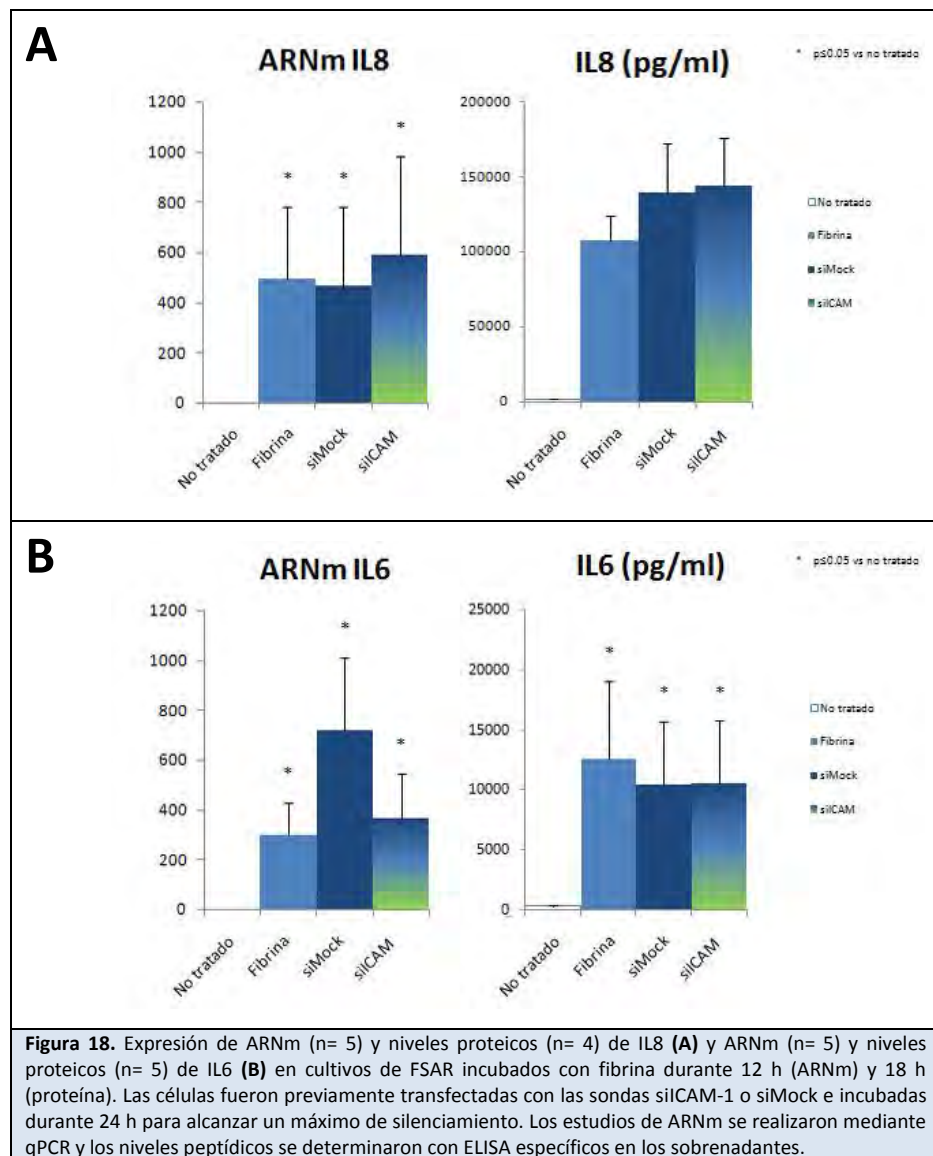 A
ARNm IL8
1200
1000
800
600
400
200
0
* * *
No tratado Fibrina siMock siICAM
IL8 (pg/ml)
200000
150000
100000
50000
0
No tratado Fibrina siMock siICAM
* p≤0.05 vs no tratado
No tratado
Fibrina
siMock
siICAM
B
ARNm IL6
1200
1000
800
600
400
200
0
* * *
No tratado Fibrina siMock siICAM
IL6 (pg/ml)
25000
20000
15000
10000
5000
0
* * *
No tratado Fibrina siMock siICAM
* p≤0.05 vs no tratado
No tratado
Fibrina
siMock
siICAM
Figura 18. Expresión de ARNm (n= 5) y niveles proteicos (n= 4) de IL8 (A) y ARNm (n= 5) y niveles
proteicos (n= 5) de IL6 (B) en cultivos de FSAR incubados con fibrina durante 12 h (ARNm) y 18 h
(proteína). Las células fueron previamente transfectadas con las sondas siICAM-1 o siMock e incubadas
durante 24 h para alcanzar un máximo de silenciamiento. Los estudios de ARNm se realizaron mediante
qPCR y los niveles peptídicos se determinaron con ELISA específicos en los sobrenadantes.